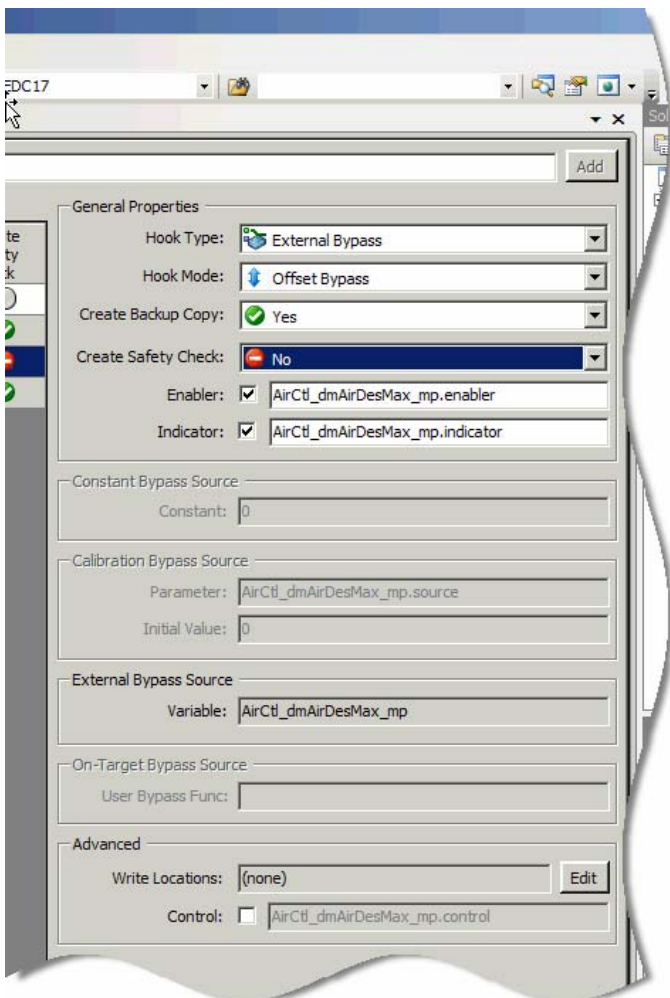 EDC17
Sol
Add
te
ty
k
General Properties
Hook Type: External Bypass
Hook Mode: Offset Bypass
Create Backup Copy: Yes
Create Safety Check: No
Enabler: AirCtl_dmAirDesMax_mp.enabler
Indicator: AirCtl_dmAirDesMax_mp.indicator
Constant Bypass Source
Constant: 0
Calibration Bypass Source
Parameter: AirCtl_dmAirDesMax_mp.source
Initial Value: 0
External Bypass Source
Variable: AirCtl_dmAirDesMax_mp
On-Target Bypass Source
User Bypass Func:
Advanced
Write Locations: (none) Edit
Control: AirCtl_dmAirDesMax_mp.control